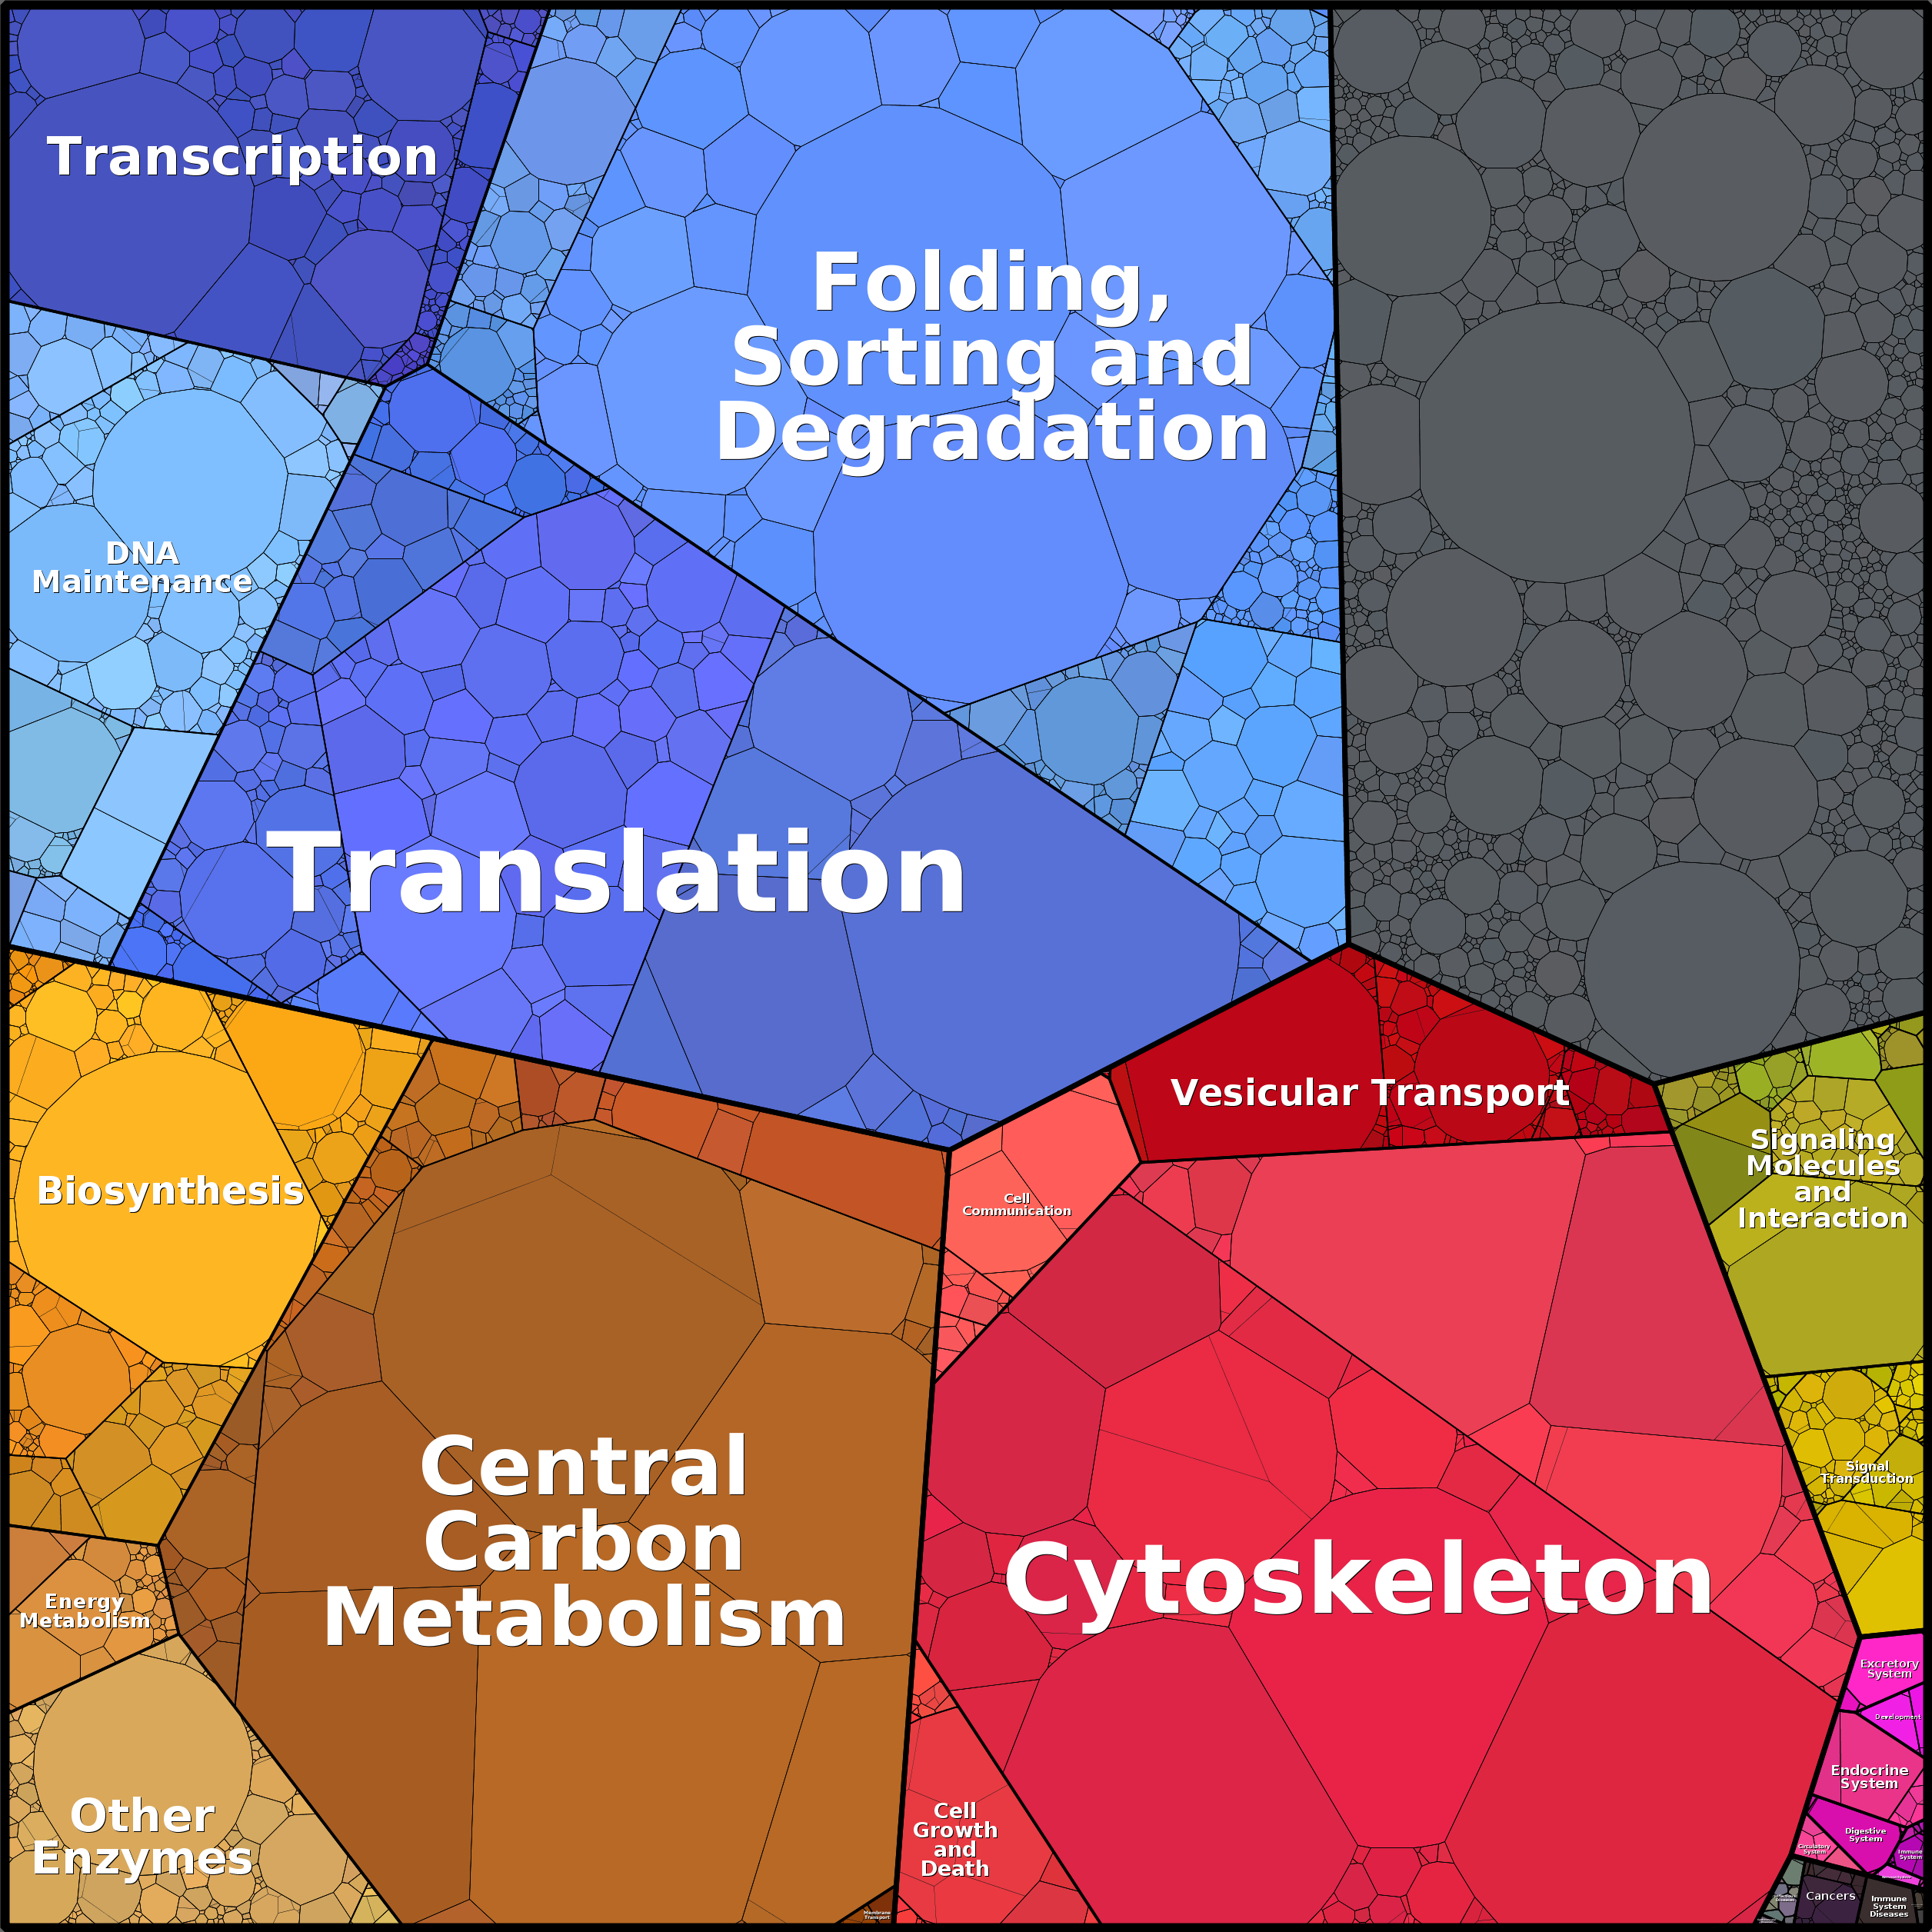 Transcription
Folding,
Sorting and
Degradation
DNA
Maintenance
Translation
Vesicular Transport
Signaling
Molecules
and
Interaction
Biosynthesis
Cell
Communication
Central
Carbon
Metabolism
Cytoskeleton
Signal
Transduction
Energy
Metabolism
Excretory
System
Development
Endocrine
System
Other
Enzymes
Cell
Growth
and
Death
Digestive
System
Circulatory
System
Immune
System
Cancers
Immune
System
Diseases
Membrane
Transport